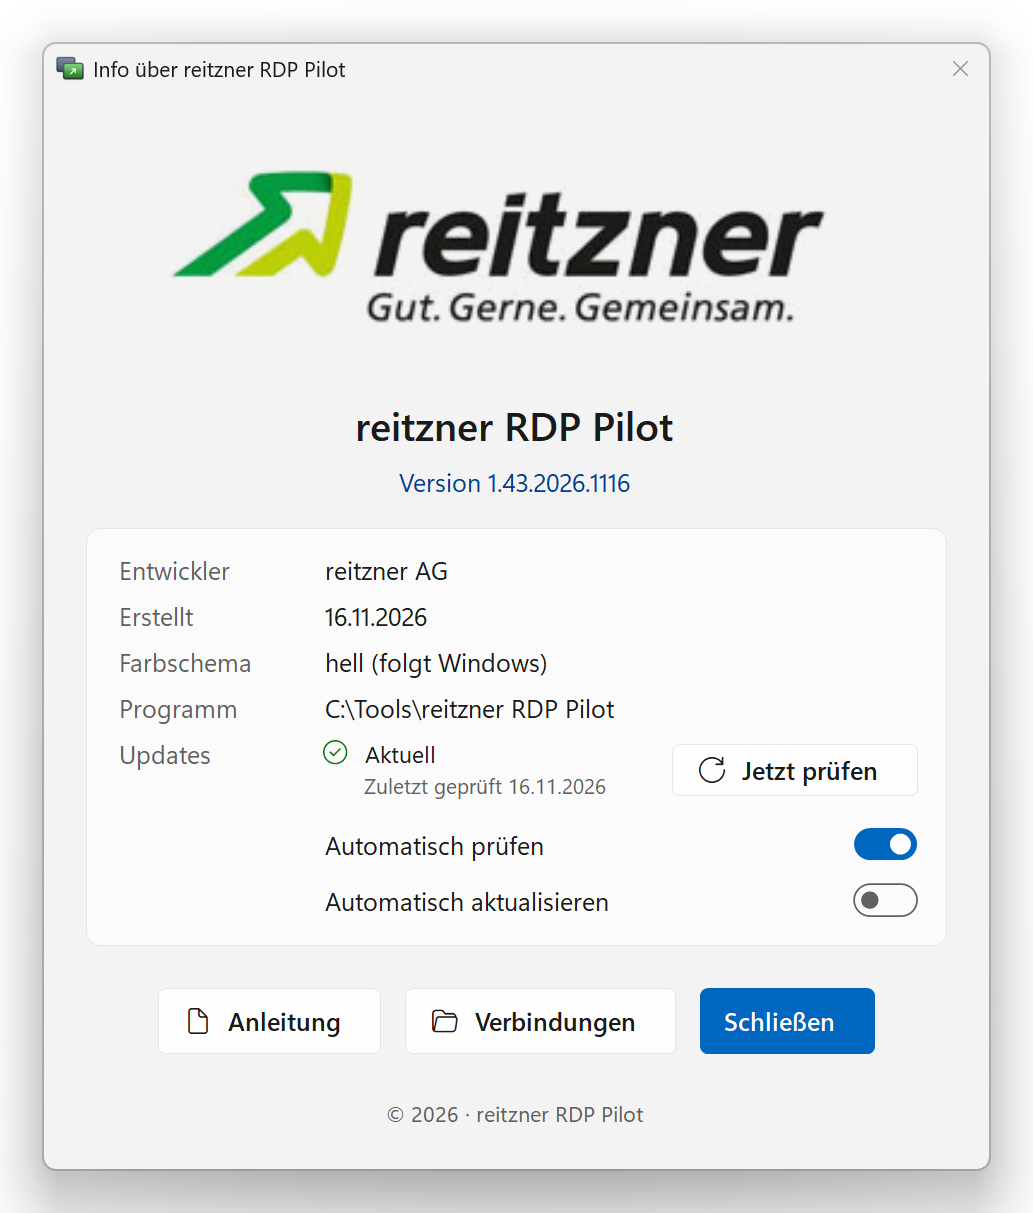 Info über reitzner RDP Pilot
reitzner
Gut. Gerne. Gemeinsam.
reitzner RDP Pilot
Version 1.43.2026.1116
Entwickler reitzner AG
Erstellt 16.11.2026
Farbschema hell (folgt Windows)
Programm C:\Tools\reitzner RDP Pilot
Updates Aktuell
Zuletzt geprüft 16.11.2026
Jetzt prüfen
Automatisch prüfen
Automatisch aktualisieren
Anleitung Verbindungen Schließen
© 2026 · reitzner RDP Pilot